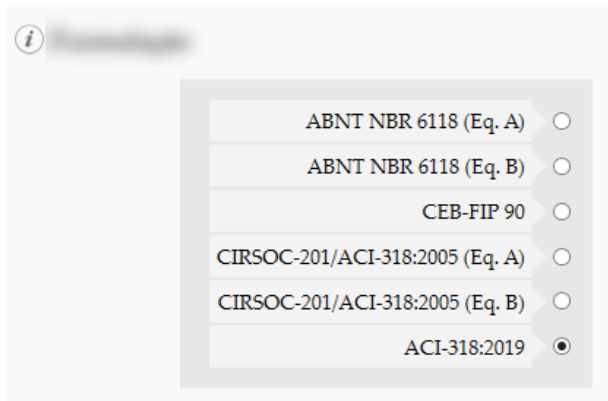 ABNT NBR 6118 (Eq. A)
ABNT NBR 6118 (Eq. B)
CEB-FIP 90
CIRSOC-201/ACI-318:2005 (Eq. A)
CIRSOC-201/ACI-318:2005 (Eq. B)
ACI-318:2019